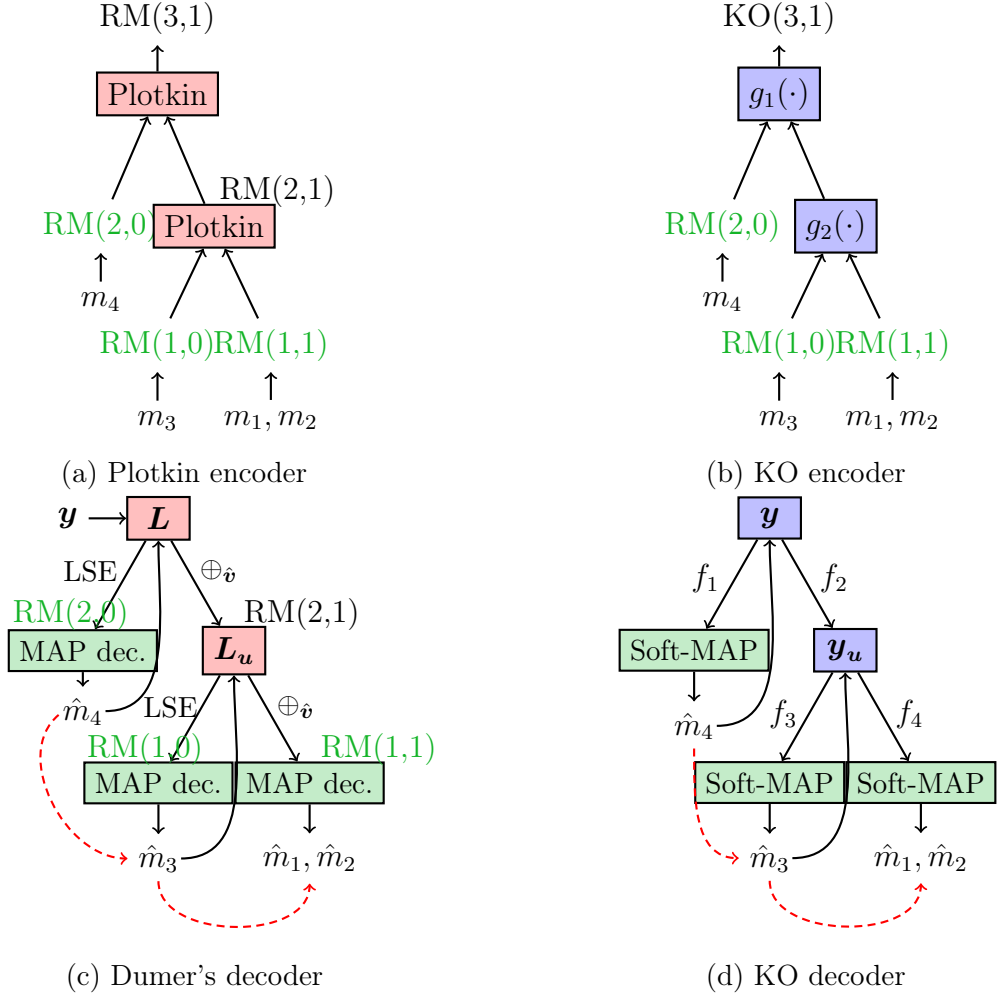 RM(3,1)
Plotkin
RM(2,1)
RM(2,0)
Plotkin
m₄
RM(1,0)
RM(1,1)
m₃
m₁, m₂
(a) Plotkin encoder
KO(3,1)
g₁(·)
RM(2,0)
g₂(·)
m₄
RM(1,0)
RM(1,1)
m₃
m₁, m₂
(b) KO encoder
y
L
LSE
⊕v̂
RM(2,0)
RM(2,1)
MAP dec.
Lᵤ
m̂₄
LSE
⊕v̂
RM(1,0)
RM(1,1)
MAP dec.
MAP dec.
m̂₃
m̂₁, m̂₂
(c) Dumer's decoder
y
f₁
f₂
Soft-MAP
yᵤ
m̂₄
f₃
f₄
Soft-MAP
Soft-MAP
m̂₃
m̂₁, m̂₂
(d) KO decoder